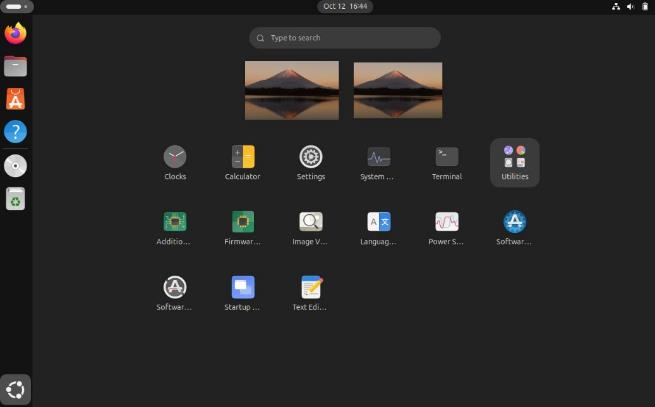 Oct 12 16:44
Type to search
Clocks
Calculator
Settings
System ...
Terminal
Utilities
Additio...
Firmwar...
Image V...
Languag...
Power S...
Softwar...
Softwar...
Startup ...
Text Edi...